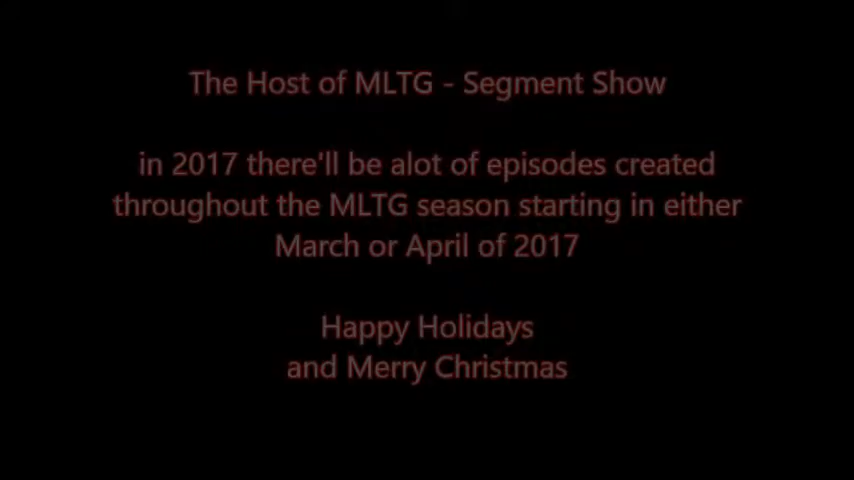 The Host of MLTG - Segment Show
in 2017 there'll be alot of episodes created
throughout the MLTG season starting in either
March or April of 2017
Happy Holidays
and Merry Christmas